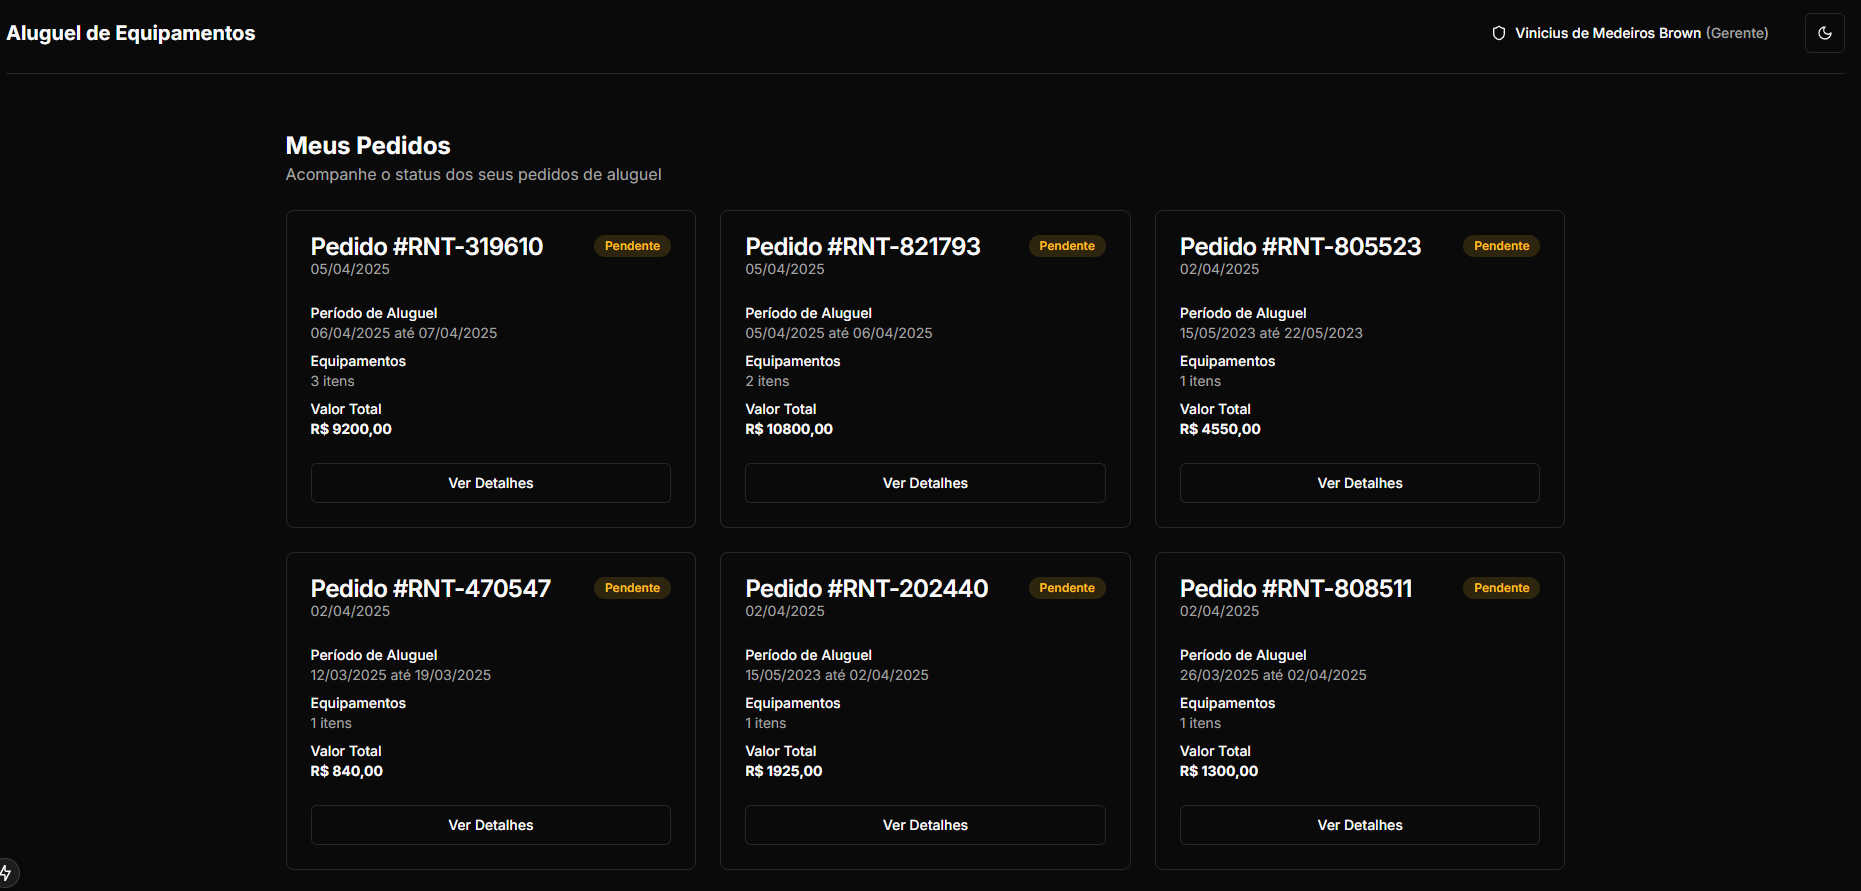 Aluguel de Equipamentos
Vinicius de Medeiros Brown (Gerente)
Meus Pedidos
Acompanhe o status dos seus pedidos de aluguel
Pedido #RNT-319610
Pendente
05/04/2025
Período de Aluguel
06/04/2025 até 07/04/2025
Equipamentos
3 itens
Valor Total
R$ 9200,00
Ver Detalhes
Pedido #RNT-821793
Pendente
05/04/2025
Período de Aluguel
05/04/2025 até 06/04/2025
Equipamentos
2 itens
Valor Total
R$ 10800,00
Ver Detalhes
Pedido #RNT-805523
Pendente
02/04/2025
Período de Aluguel
15/05/2023 até 22/05/2023
Equipamentos
1 itens
Valor Total
R$ 4550,00
Ver Detalhes
Pedido #RNT-470547
Pendente
02/04/2025
Período de Aluguel
12/03/2025 até 19/03/2025
Equipamentos
1 itens
Valor Total
R$ 840,00
Ver Detalhes
Pedido #RNT-202440
Pendente
02/04/2025
Período de Aluguel
15/05/2023 até 02/04/2025
Equipamentos
1 itens
Valor Total
R$ 1925,00
Ver Detalhes
Pedido #RNT-808511
Pendente
02/04/2025
Período de Aluguel
26/03/2025 até 02/04/2025
Equipamentos
1 itens
Valor Total
R$ 1300,00
Ver Detalhes